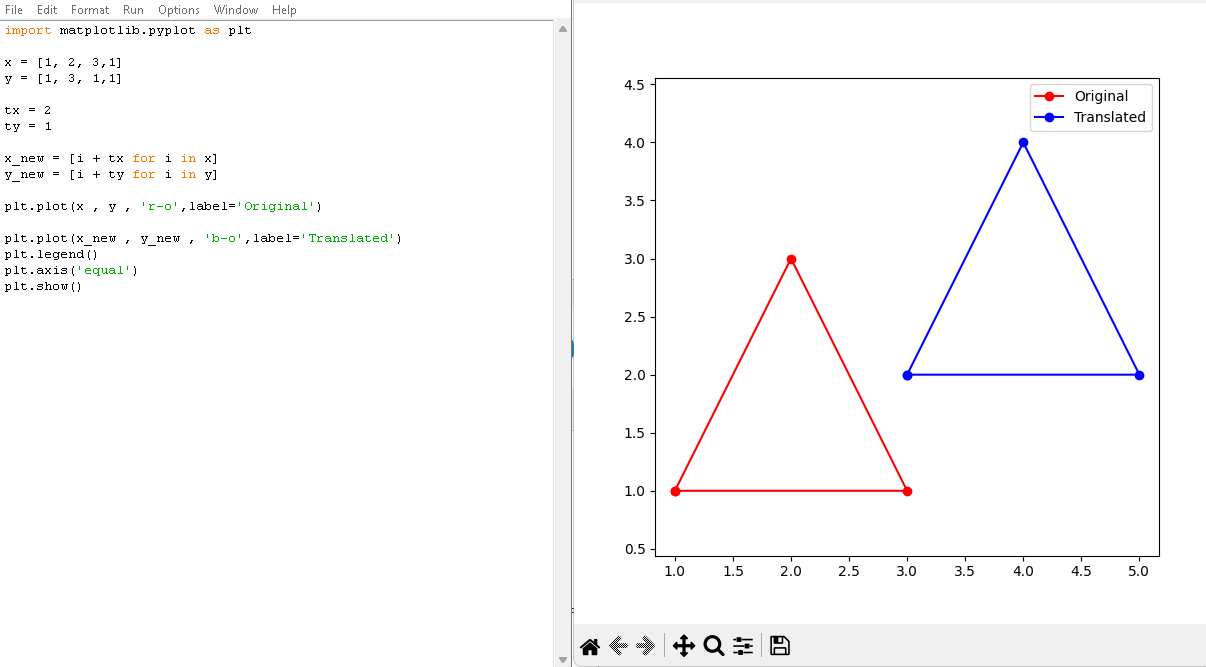 File Edit Format Run Options Window Help
import matplotlib.pyplot as plt
x = [1, 2, 3,1]
y = [1, 3, 1,1]
tx = 2
ty = 1
x_new = [i + tx for i in x]
y_new = [i + ty for i in y]
plt.plot(x , y , 'r-o',label='Original')
plt.plot(x_new , y_new , 'b-o',label='Translated')
plt.legend()
plt.axis('equal')
plt.show()
Original
Translated
4.5
4.0
3.5
3.0
2.5
2.0
1.5
1.0
0.5
1.0 1.5 2.0 2.5 3.0 3.5 4.0 4.5 5.0